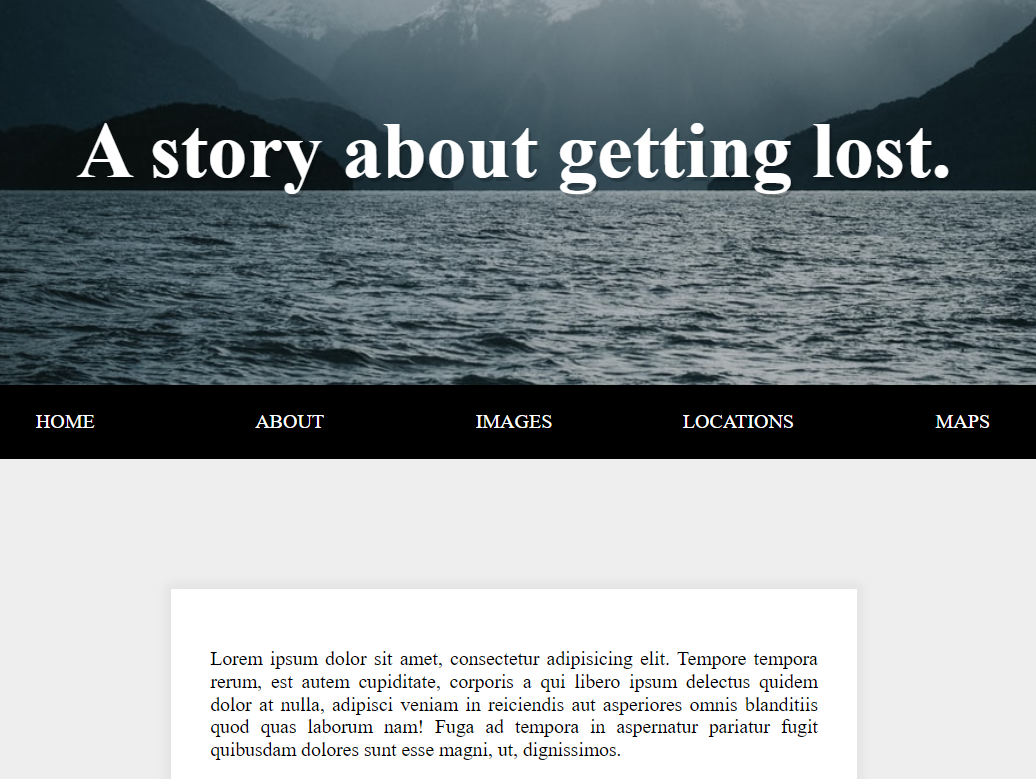 A story about getting lost.
HOME ABOUT IMAGES LOCATIONS MAPS
Lorem ipsum dolor sit amet, consectetur adipisicing elit. Tempore tempora
rerum, est autem cupiditate, corporis a qui libero ipsum delectus quidem
dolor at nulla, adipisci veniam in reiciendis aut asperiores omnis blanditiis
quod quas laborum nam! Fuga ad tempora in aspernatur pariatur fugit
quibusdam dolores sunt esse magni, ut, dignissimos.